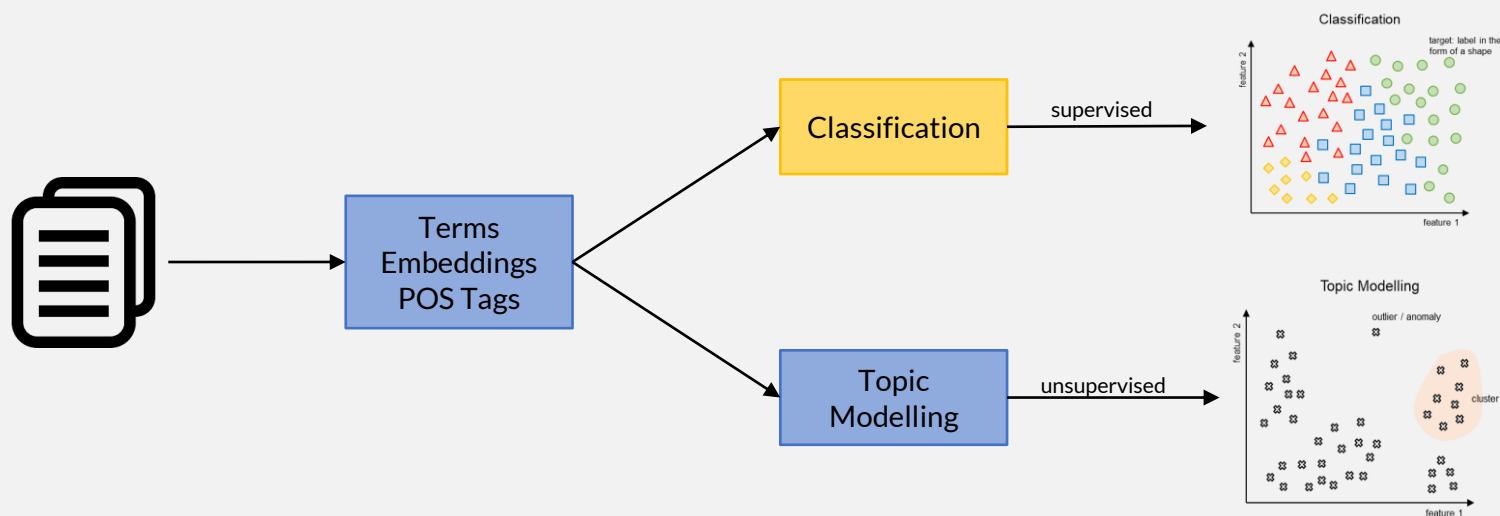 Terms
Embeddings
POS Tags
Classification
supervised
Classification
target: label in the
form of a shape
feature 2
feature 1
Topic
Modelling
unsupervised
Topic Modelling
outlier / anomaly
feature 2
cluster
feature 1